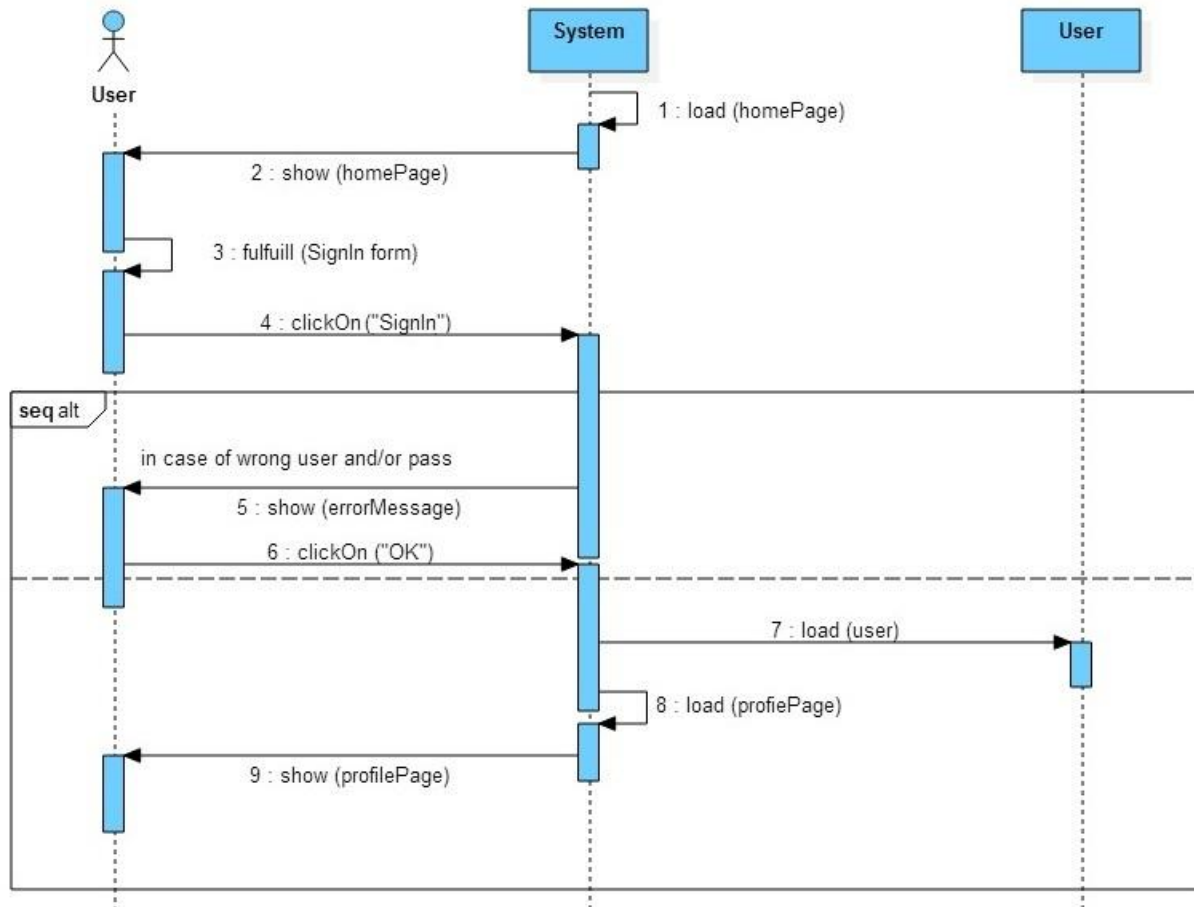 System
User
User
1 : load (homePage)
2 : show (homePage)
3 : fulfuill (SignIn form)
4 : clickOn ("SignIn")
seq alt
in case of wrong user and/or pass
5 : show (errorMessage)
6 : clickOn ("OK")
7 : load (user)
8 : load (profiePage)
9 : show (profilePage)